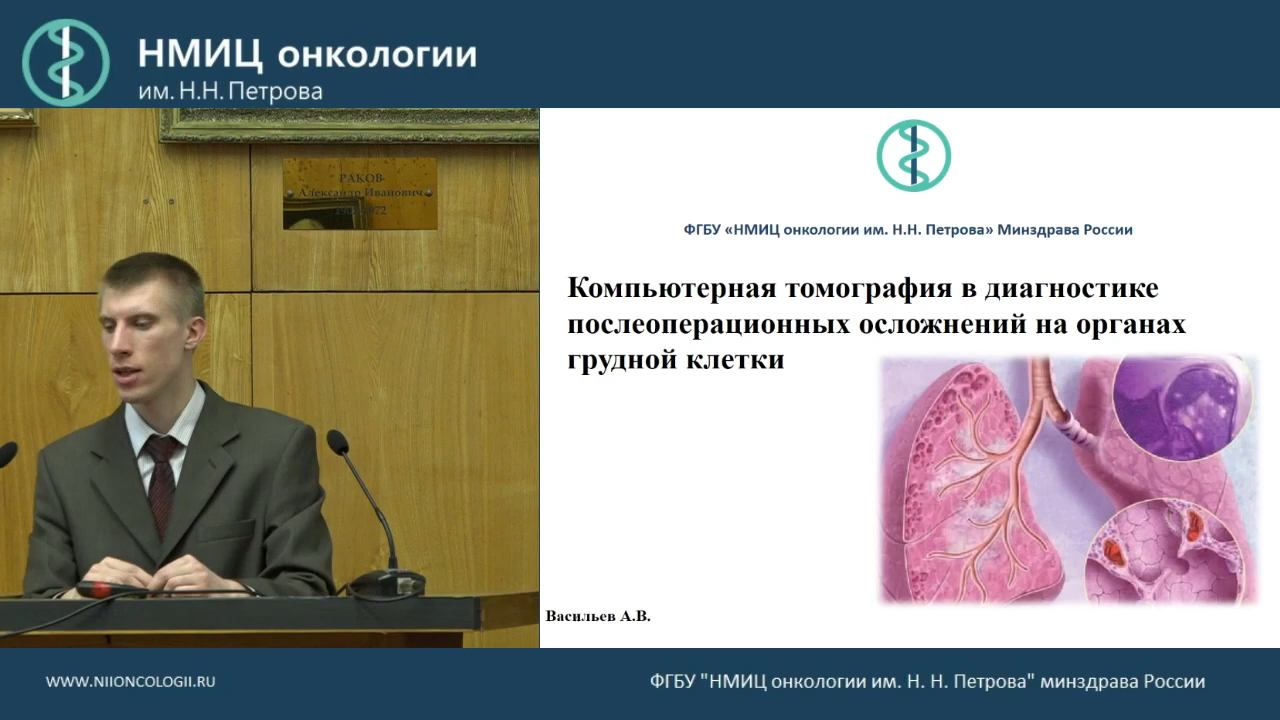 НМИЦ онкологии
им. Н.Н. Петрова
РАКОВ
Александр Иванович
ФГБУ «НМИЦ онкологии им. Н.Н. Петрова» Минздрава России
Компьютерная томография в диагностике
послеоперационных осложнений на органах
грудной клетки
Васильев А.В.
WWW.NIIONCOLOGII.RU
ФГБУ "НМИЦ онкологии им. Н. Н. Петрова" минздрава России